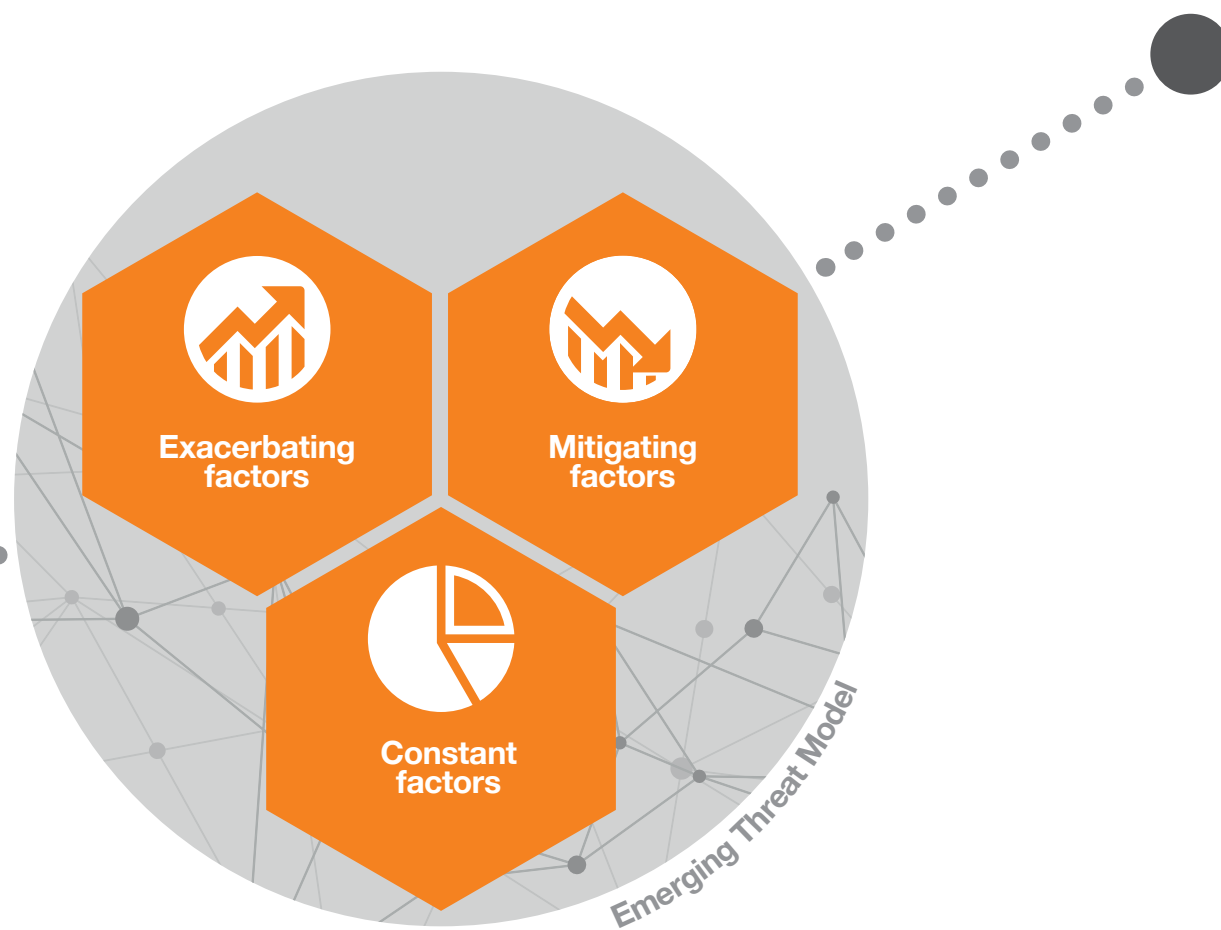 Exacerbating
factors
Mitigating
factors
Constant
factors
Emerging Threat Model